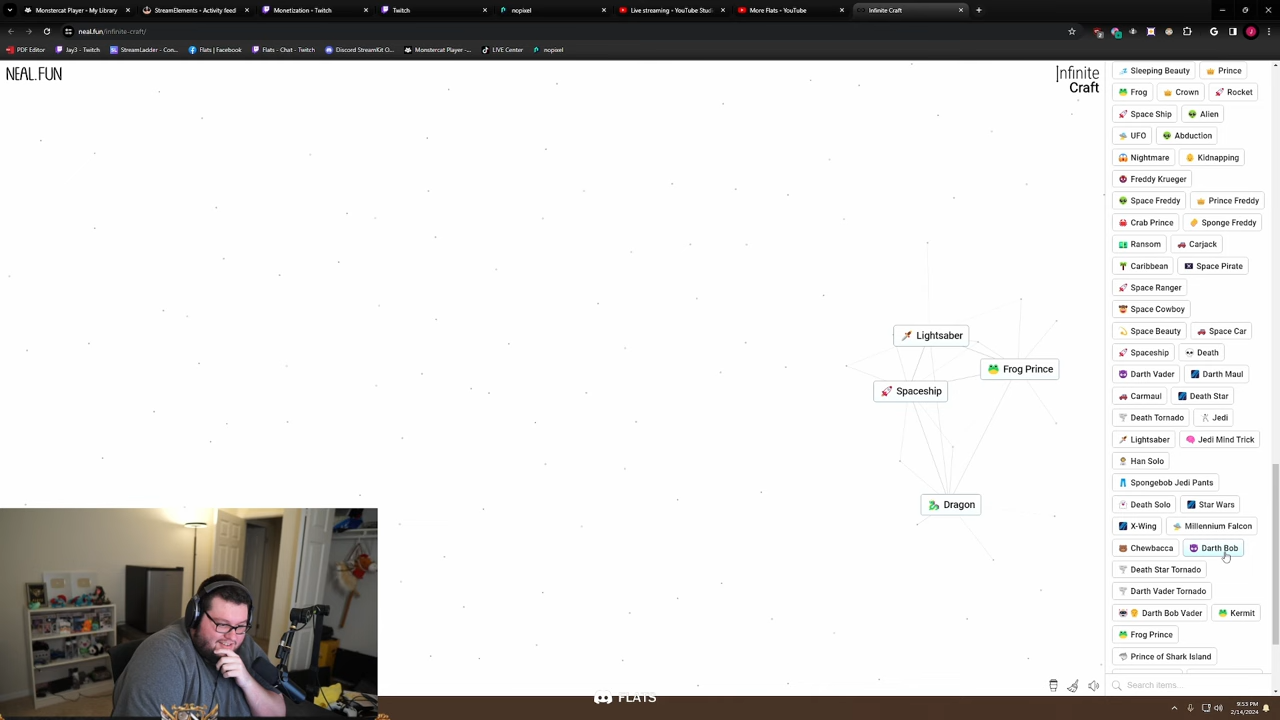 Monstercat Player - My Library
StreamElements - Activity feed
Monetization - Twitch
Twitch
nopixel
Live streaming - YouTube Stud
More Flats - YouTube
Infinite Craft
neal.fun/infinite-craft/
PDF Editor
Jay3 - Twitch
StreamLadder - Con...
Flats | Facebook
Flats - Chat - Twitch
Discord StreamKit O...
Monstercat Player -...
LIVE Center
nopixel
NEAL.FUN
Infinite
Craft
Sleeping Beauty Prince
Frog Crown Rocket
Space Ship Alien
UFO Abduction
Nightmare Kidnapping
Freddy Krueger
Space Freddy Prince Freddy
Crab Prince Sponge Freddy
Ransom Carjack
Caribbean Space Pirate
Space Ranger
Space Cowboy
Space Beauty Space Car
Spaceship Death
Darth Vader Darth Maul
Carmaul Death Star
Death Tornado Jedi
Lightsaber Jedi Mind Trick
Han Solo
Spongebob Jedi Pants
Death Solo Star Wars
X-Wing Millennium Falcon
Chewbacca Darth Bob
Death Star Tornado
Darth Vader Tornado
Darth Bob Vader Kermit
Frog Prince
Prince of Shark Island
Search items...
Lightsaber
Frog Prince
Spaceship
Dragon
FLATS
9:53 PM
2/14/2024